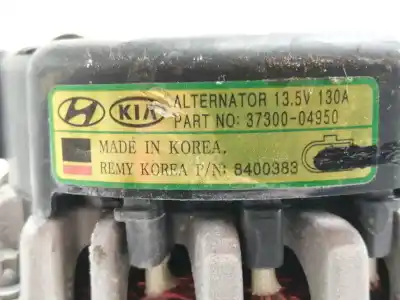 KIA ALTERNATOR 13.5V 130A
PART NO: 37300-04950
MADE IN KOREA.
REMY KOREA P/N: 8400383